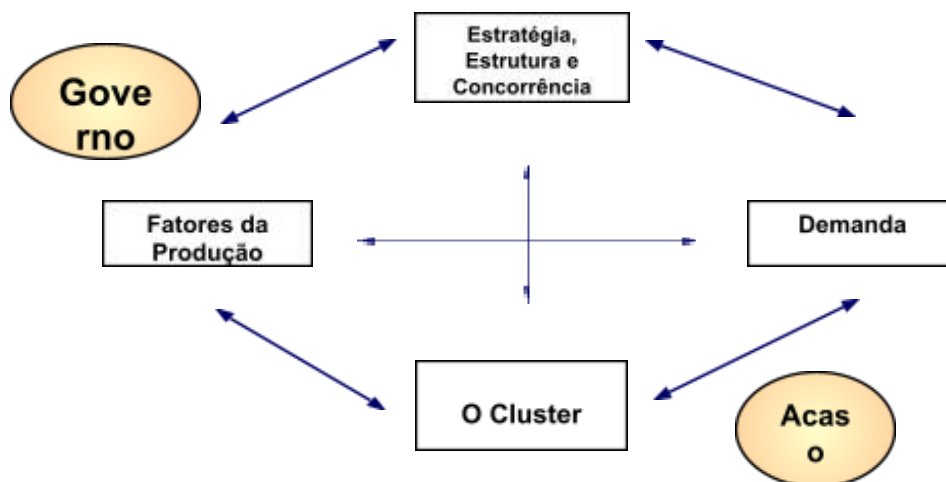 Estratégia,
Estrutura e
Concorrência
Gove
rno
Fatores da
Produção
Demanda
O Cluster
Acas
o